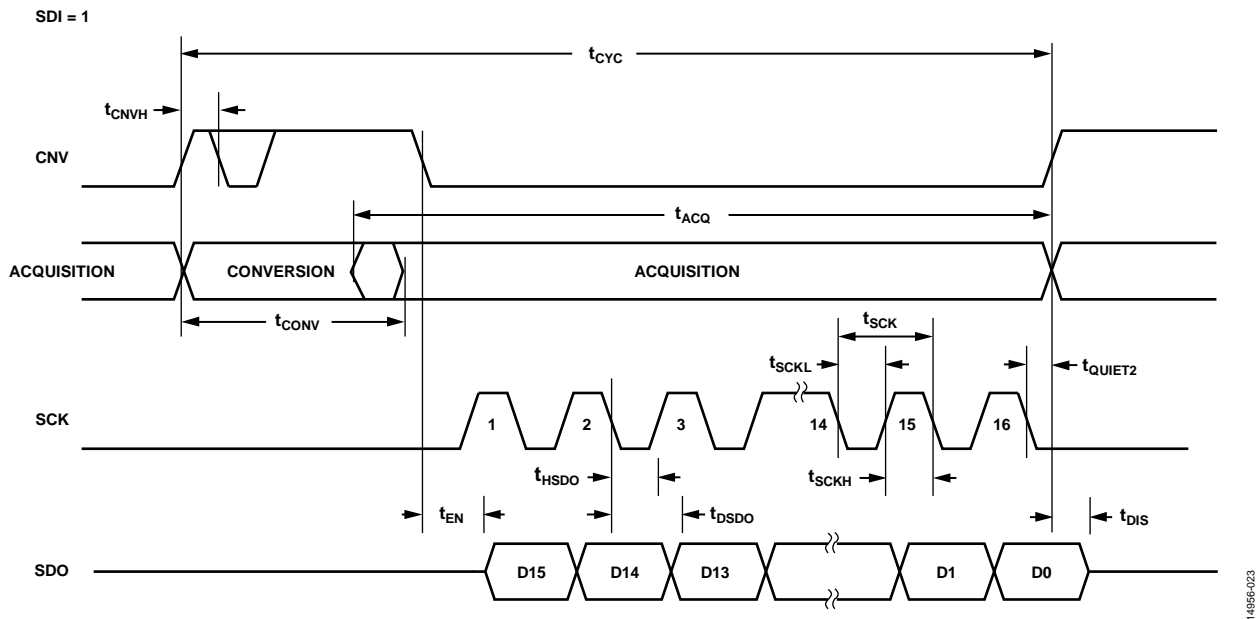 SDI = 1
tCYC
tCNVH
CNV
tACQ
ACQUISITION
CONVERSION
ACQUISITION
tCONV
tSCK
tSCKL
tQUIET2
SCK
1
2
3
14
15
16
tHSDO
tSCKH
tEN
tDSDO
tDIS
SDO
D15
D14
D13
D1
D0
14956-023